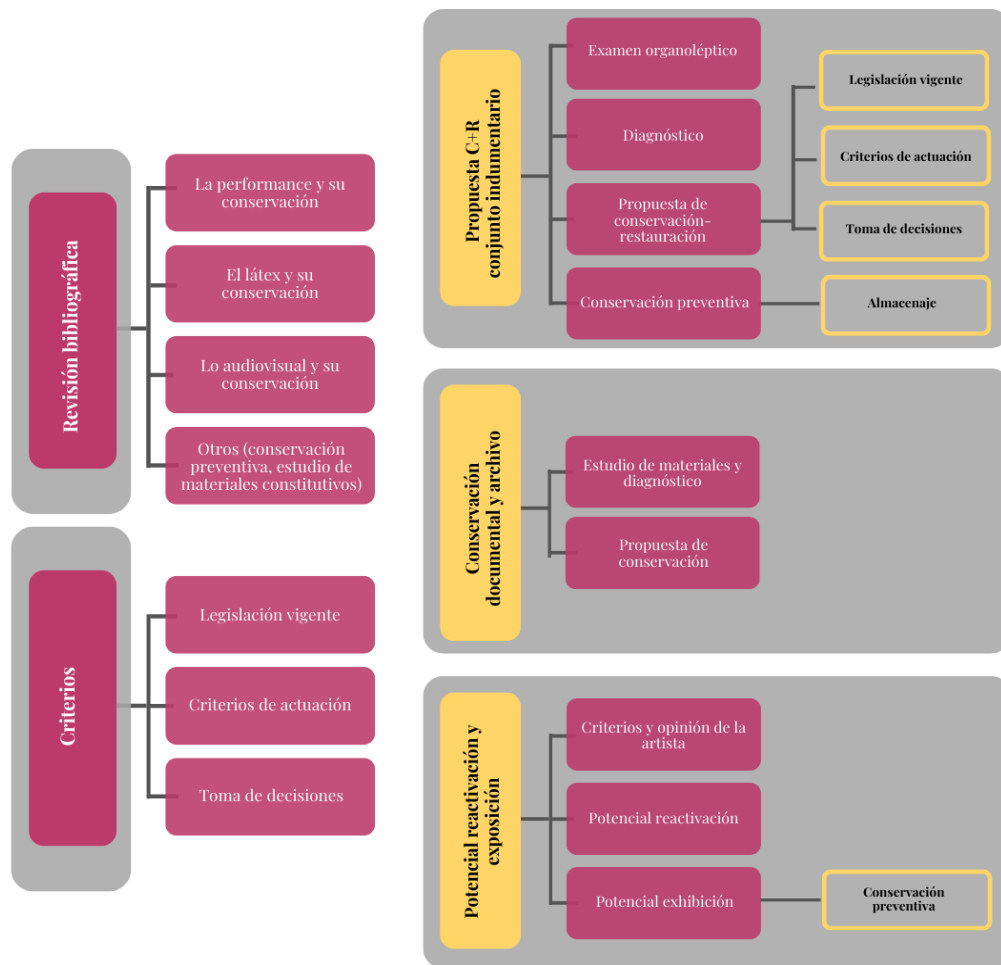 Revisión bibliográfica
La performance y su
conservación
El látex y su
conservación
Lo audiovisual y su
conservación
Otros (conservación
preventiva, estudio de
materiales constitutivos)
Criterios
Legislación vigente
Criterios de actuación
Toma de decisiones
Propuesta C+R
conjunto indumentario
Examen organoléptico
Diagnóstico
Propuesta de
conservación-
restauración
Legislación vigente
Criterios de actuación
Toma de decisiones
Conservación preventiva
Almacenaje
Conservación
documental y archivo
Estudio de materiales y
diagnóstico
Propuesta de
conservación
Potencial reactivación y
exposición
Criterios y opinión de la
artista
Potencial reactivación
Potencial exhibición
Conservación
preventiva